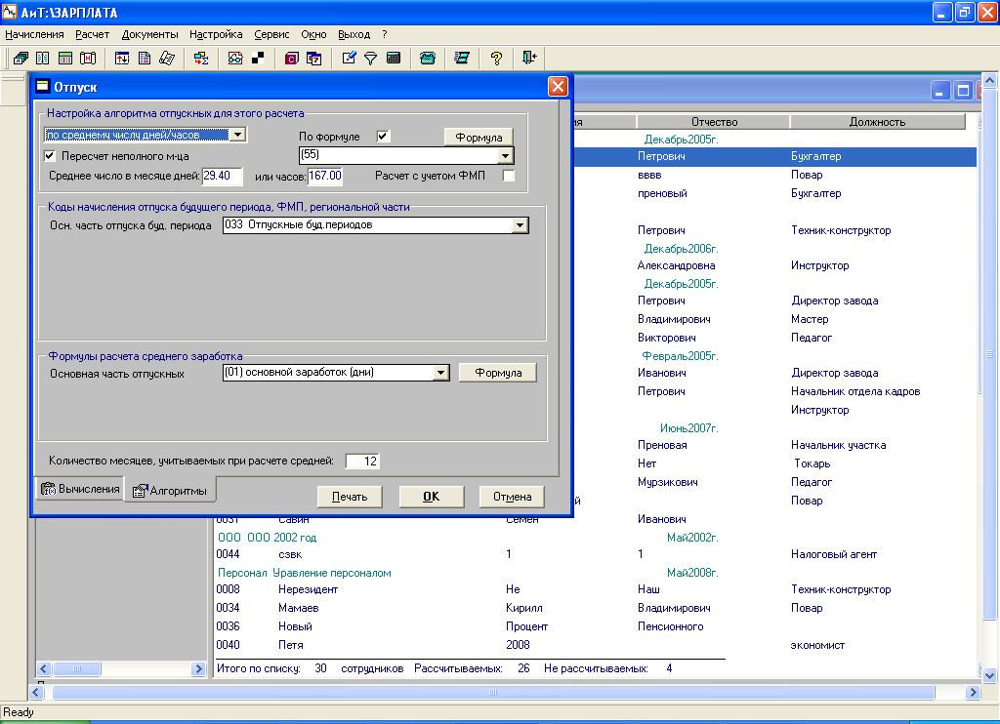 АиТ:\ЗАРПЛАТА
Начисления Расчет Документы Настройка Сервис Окно Выход ?
Отпуск
Настройка алгоритма отпускных для этого расчета
по среднему числу дней/часов По формуле Формула
Пересчет неполного м-ца (55)
Среднее число в месяце дней: 29.40 или часов: 167.00 Расчет с учетом ФМП
Коды начисления отпуска будущего периода, ФМП, региональной части
Осн. часть отпуска буд. периода 033 Отпускные буд.периодов
Формулы расчета среднего заработка
Основная часть отпускных (01) основной заработок (дни) Формула
Количество месяцев, учитываемых при расчете средней: 12
Вычисления Алгоритмы Печать ОК Отмена
ия Отчество Должность
Декабрь2005г.
Петрович Бухгалтер
вввв Повар
преновый Бухгалтер
Петрович Техник-конструктор
Декабрь2006г.
Александровна Инструктор
Декабрь2005г.
Петрович Директор завода
Владимирович Мастер
Викторович Педагог
Февраль2005г.
Иванович Директор завода
Петрович Начальник отдела кадров
Инструктор
Июнь2007г.
Преновая Начальник участка
Нет Токарь
Мурзикович Педагог
й Повар
0031 Савин Семен Иванович
ООО ООО 2002 год Май2002г.
0044 сзвк 1 1 Налоговый агент
Персонал Уравление персоналом Май2008г.
0008 Нерезидент Не Наш Техник-конструктор
0034 Мамаев Кирилл Владимирович Повар
0036 Новый Процент Пенсионного
0040 Петя 2008 экономист
Итого по списку: 30 сотрудников Рассчитываемых: 26 Не рассчитываемых: 4
Ready